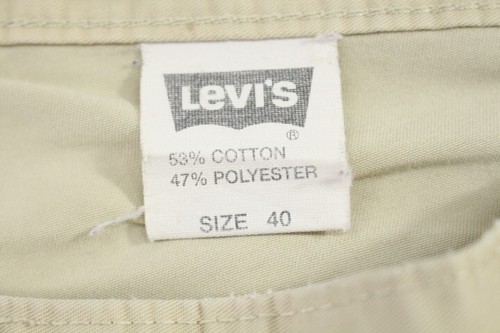 Levi's
®
53% COTTON
47% POLYESTER
SIZE 40